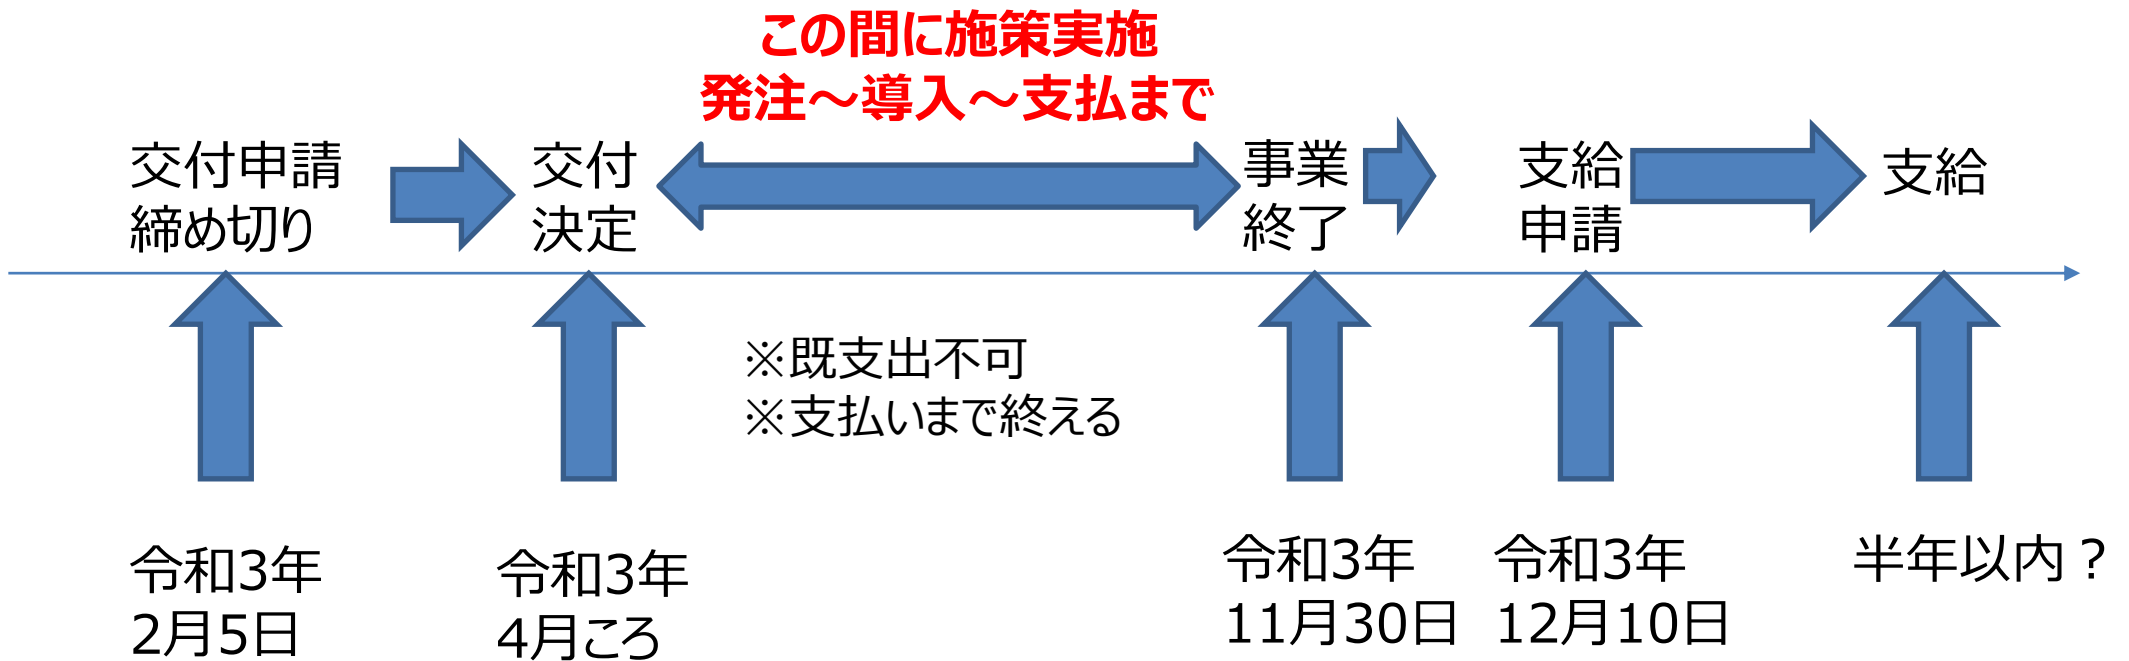 この間に施策実施
発注～導入～支払まで
交付申請
締め切り
交付
決定
事業
終了
支給
申請
支給
※既支出不可
※支払いまで終える
令和3年
2月5日
令和3年
4月ころ
令和3年
11月30日
令和3年
12月10日
半年以内？